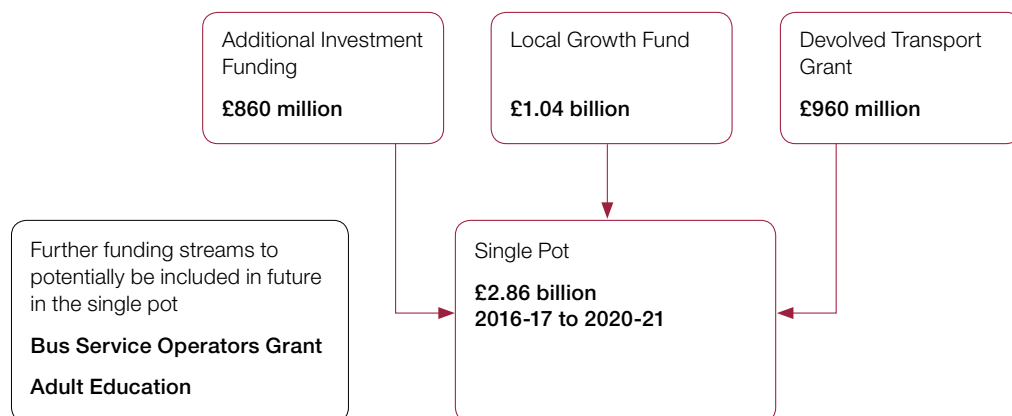 Additional Investment
Funding
£860 million
Local Growth Fund
£1.04 billion
Devolved Transport
Grant
£960 million
Further funding streams to
potentially be included in future
in the single pot
Bus Service Operators Grant
Adult Education
Single Pot
£2.86 billion
2016-17 to 2020-21